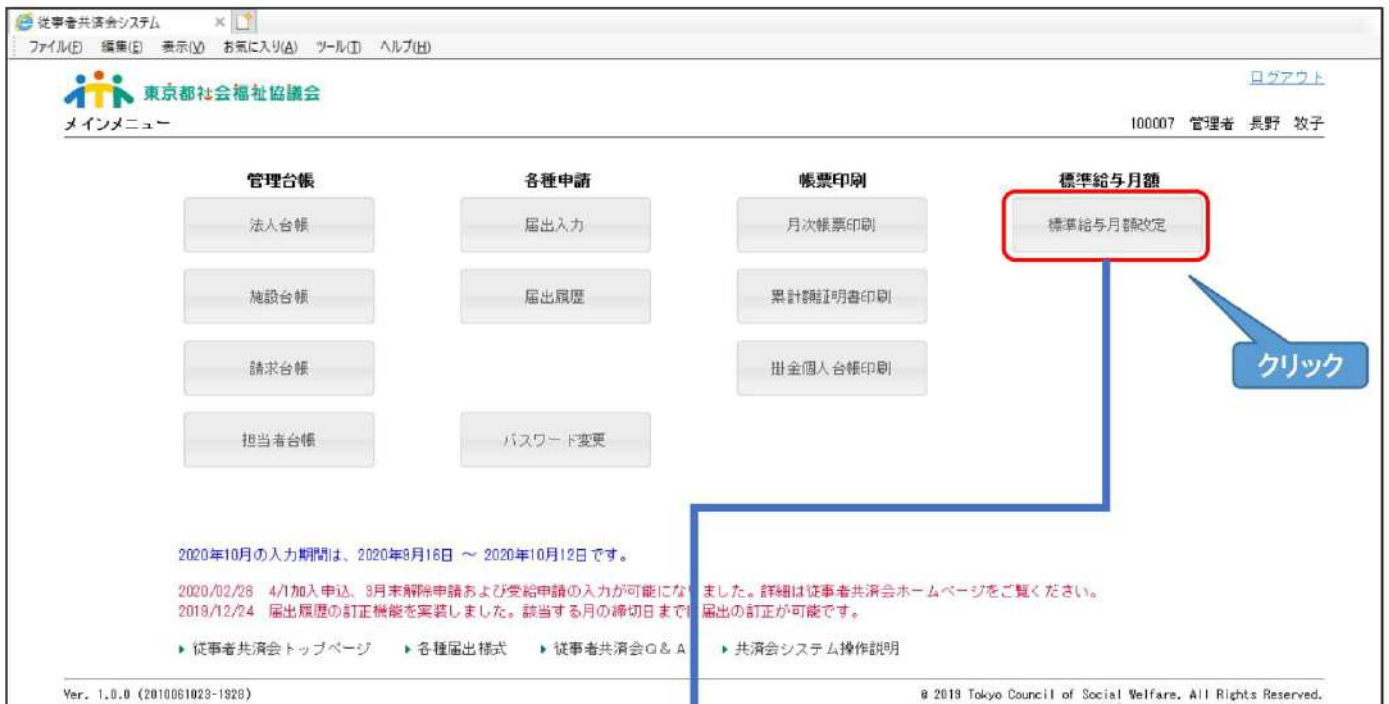 従事者共済会システム
ファイル(F) 編集(E) 表示(V) お気に入り(A) ツール(T) ヘルプ(H)
ログアウト
東京都社会福祉協議会
メインメニュー
100007 管理者 長野 牧子
管理台帳 各種申請 帳票印刷 標準給与月額
法人台帳 届出入力 月次帳票印刷 標準給与月額改定
施設台帳 届出履歴 累計額証明書印刷
クリック
請求台帳 掛金個人台帳印刷
担当者台帳 パスワード変更
2020年10月の入力期間は、2020年9月16日 ～ 2020年10月12日です。
2020/02/28 4/1加入申込、3月末解除申請および受給申請の入力が可能になりました。詳細は従事者共済会ホームページをご覧ください。
2019/12/24 届出履歴の訂正機能を実装しました。該当する月の締切日まで 届出の訂正が可能です。
従事者共済会トップページ 各種届出様式 従事者共済会Q&A 共済会システム操作説明
Ver. 1.0.0 (2010061023-1928)
© 2019 Tokyo Council of Social Welfare. All Rights Reserved.